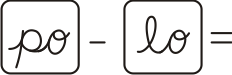 po - lo =